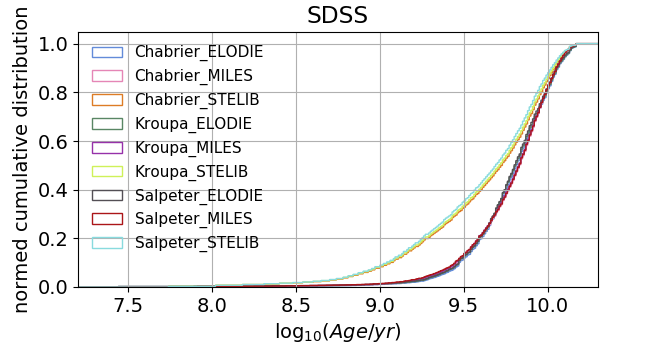 SDSS
normed cumulative distribution
1.0
0.8
0.6
0.4
0.2
0.0
Chabrier_ELODIE
Chabrier_MILES
Chabrier_STELIB
Kroupa_ELODIE
Kroupa_MILES
Kroupa_STELIB
Salpeter_ELODIE
Salpeter_MILES
Salpeter_STELIB
7.5 8.0 8.5 9.0 9.5 10.0
log₁₀(Age/yr)